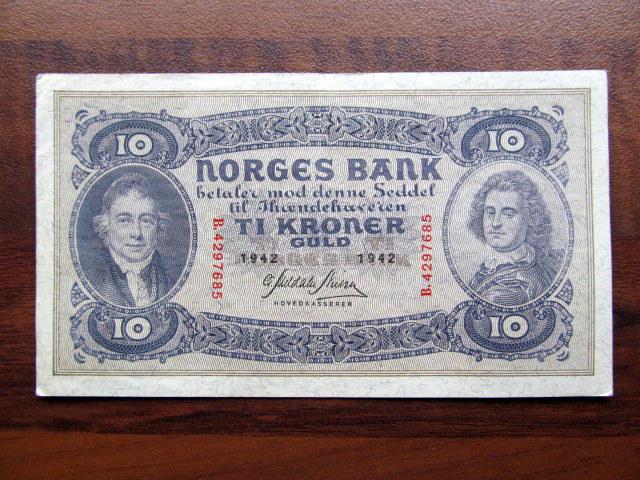 10 10
NORGES BANK
betaler mod denne Seddel
til Ihændehaveren
TI KRONER
GULD
B.4297685
1942 1942
B.4297685
HOVEDKASSERER
10 10